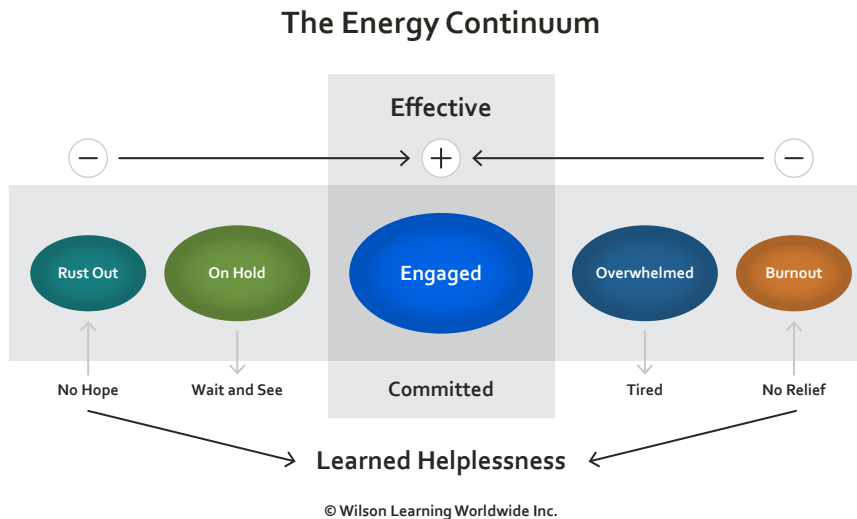 The Energy Continuum
Effective
Rust Out
On Hold
Engaged
Overwhelmed
Burnout
No Hope
Wait and See
Committed
Tired
No Relief
Learned Helplessness
© Wilson Learning Worldwide Inc.